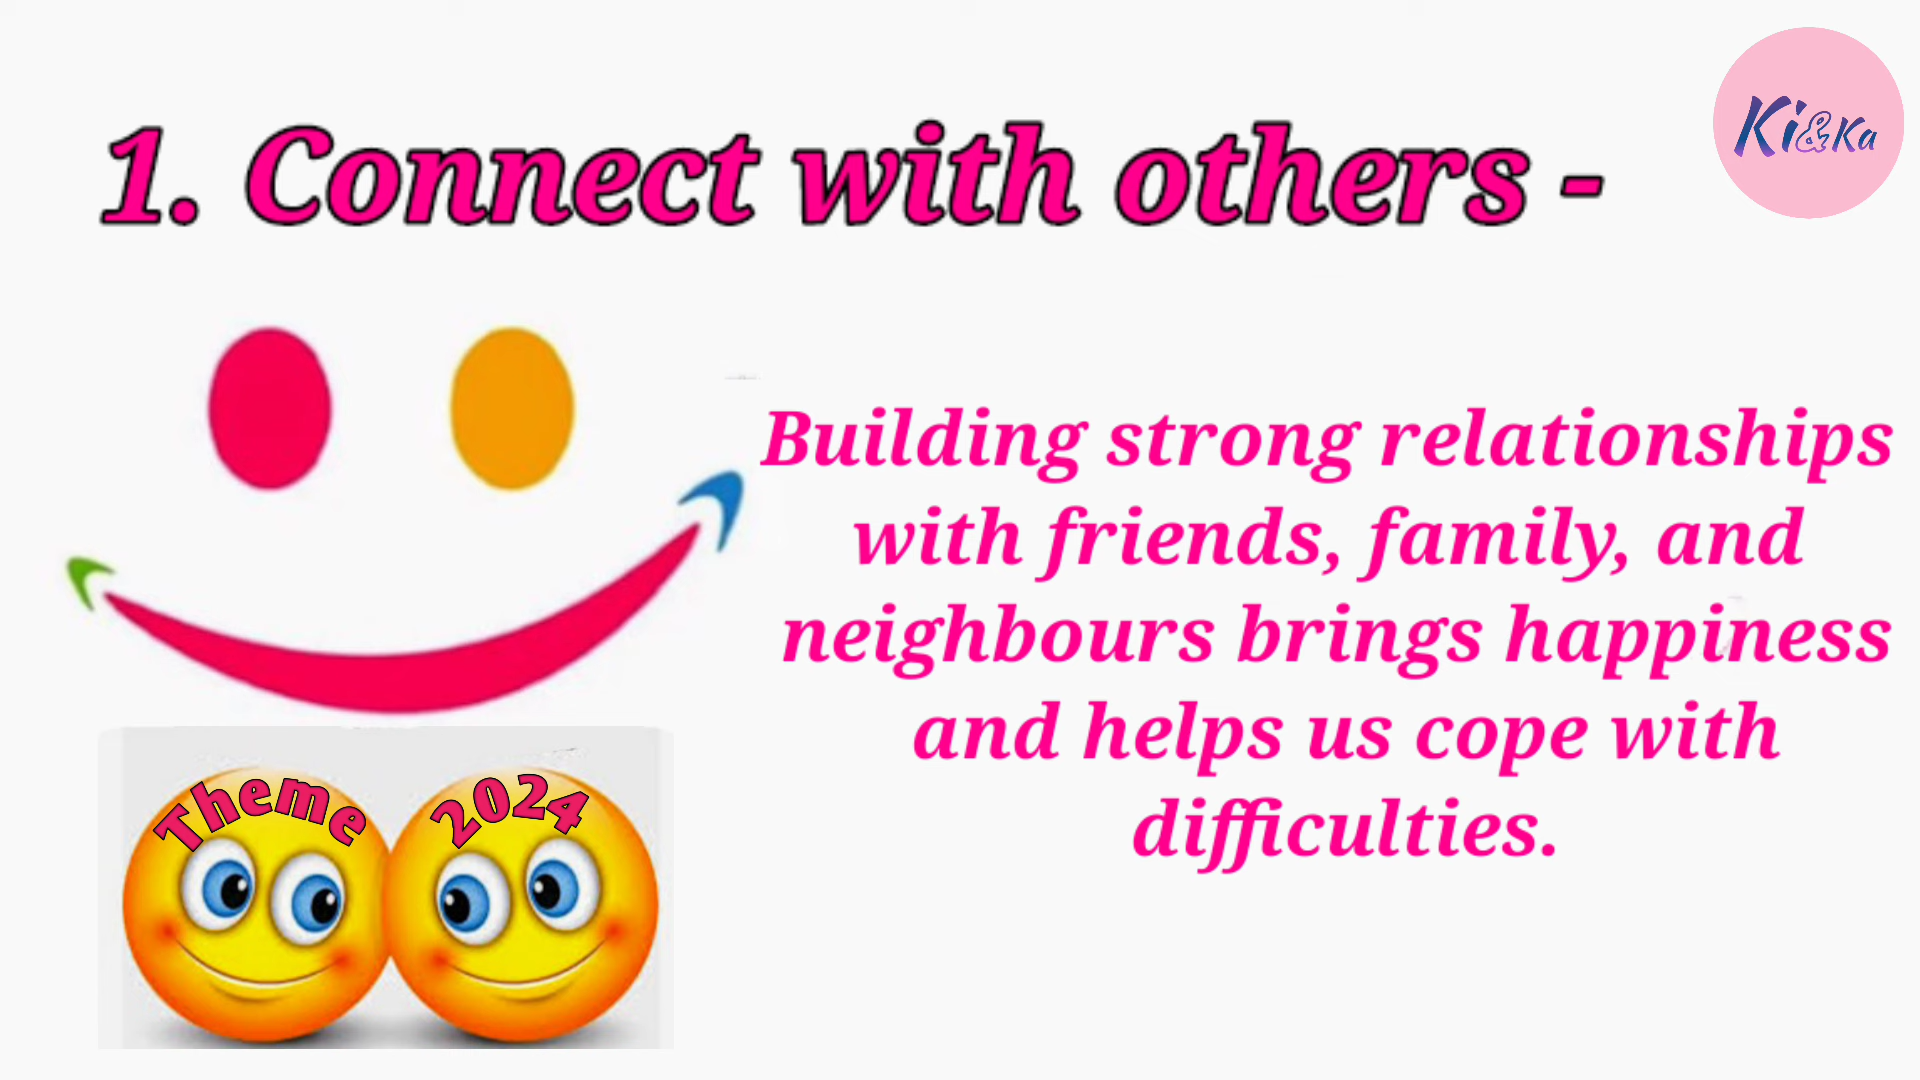 Ki&Ka
1. Connect with others -
Building strong relationships
with friends, family, and
neighbours brings happiness
and helps us cope with
difficulties.
Theme 2024